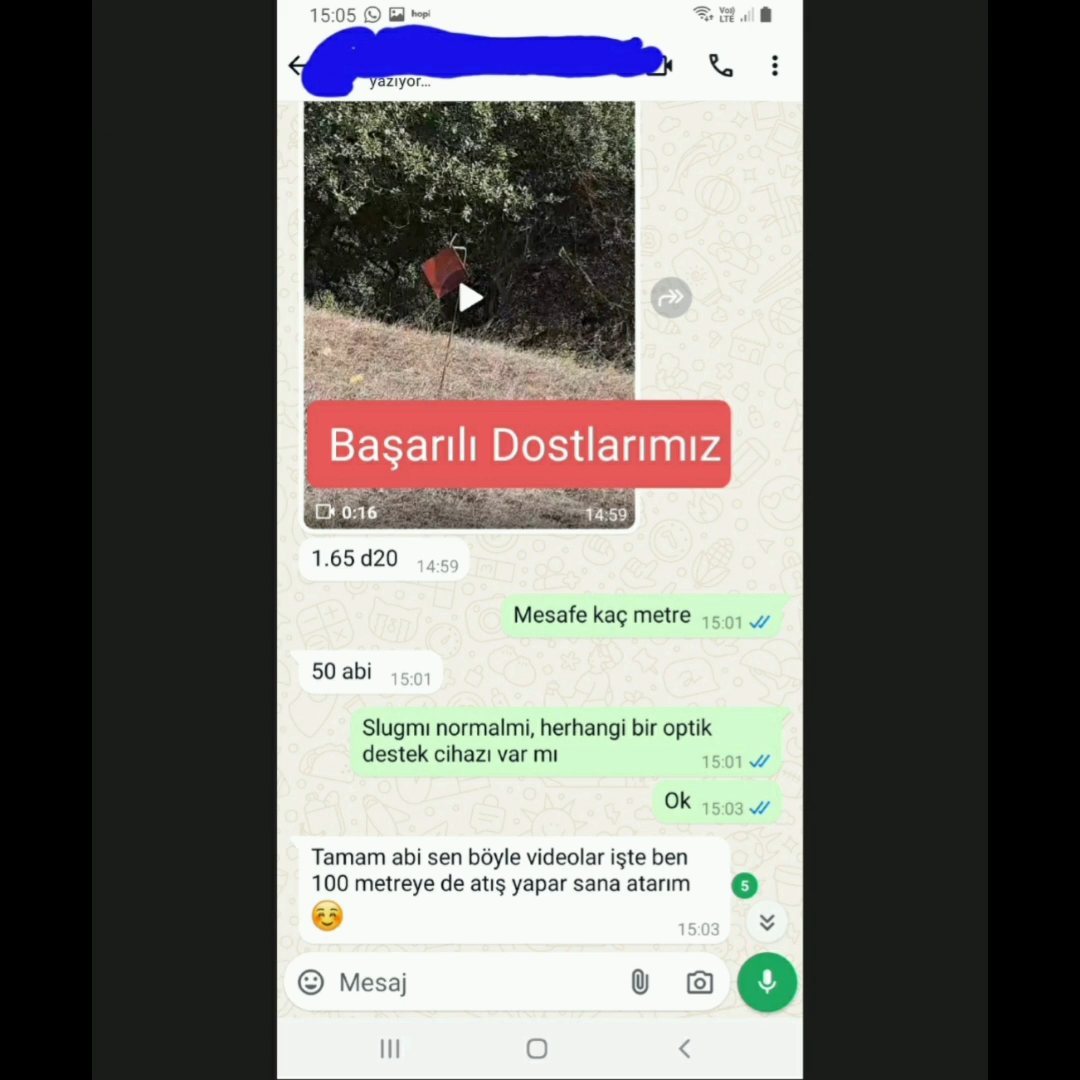 15:05 hopi Vo)) LTE
yazıyor...
Başarılı Dostlarımız
0:16 14:59
1.65 d20 14:59
Mesafe kaç metre 15:01
50 abi 15:01
Slugmı normalmi, herhangi bir optik
destek cihazı var mı 15:01
Ok 15:03
Tamam abi sen böyle videolar işte ben
100 metreye de atış yapar sana atarım
5
15:03
Mesaj